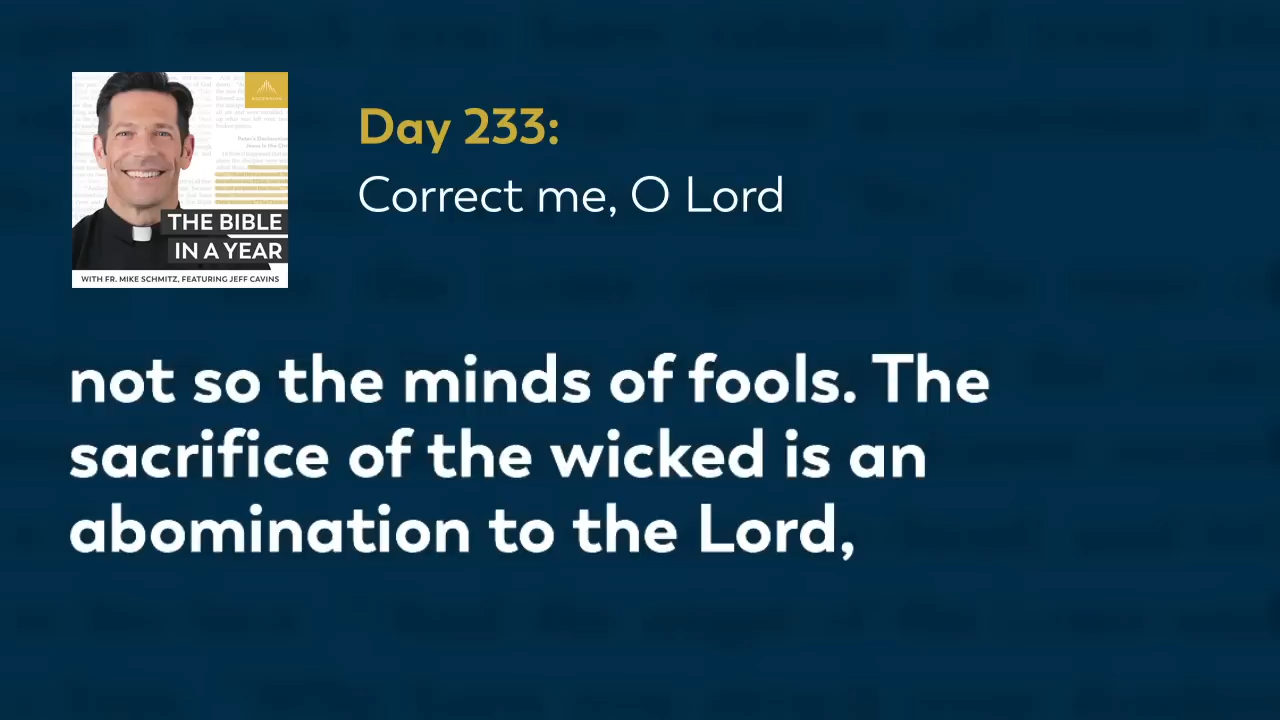 Day 233:
Correct me, O Lord
THE BIBLE
IN A YEAR
WITH FR. MIKE SCHMITZ, FEATURING JEFF CAVINS
not so the minds of fools. The
sacrifice of the wicked is an
abomination to the Lord,